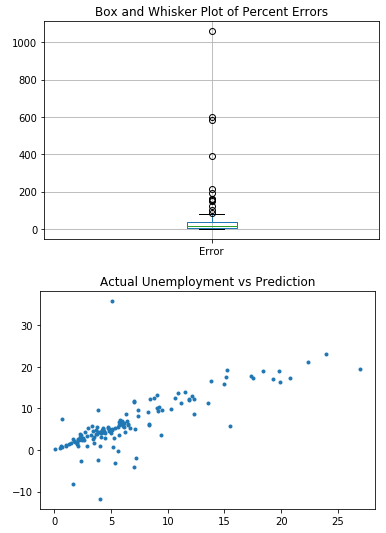 Box and Whisker Plot of Percent Errors
1000
800
600
400
200
0
Error
Actual Unemployment vs Prediction
30
20
10
0
−10
0 5 10 15 20 25